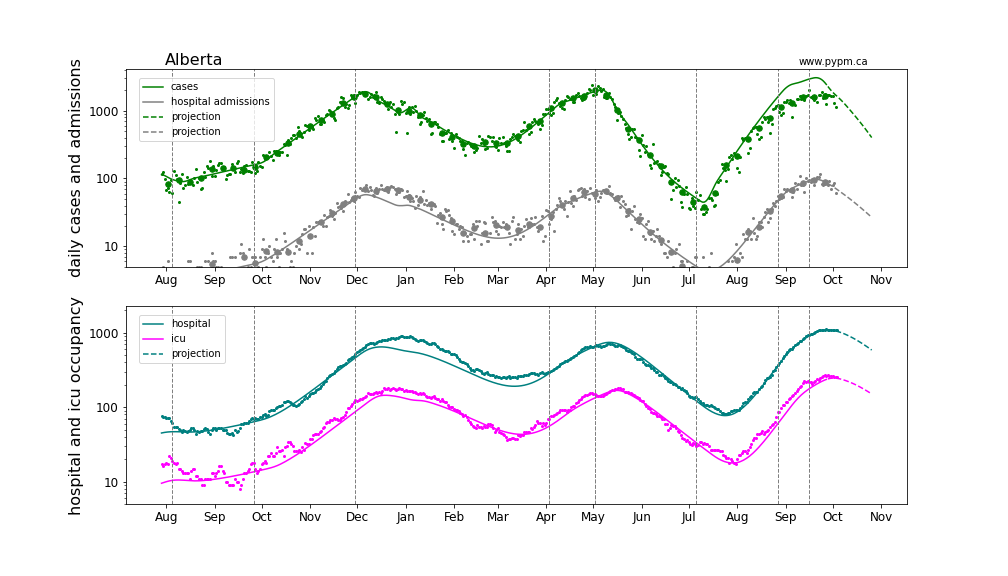 Alberta
www.pypm.ca
daily cases and admissions
1000
100
10
cases
hospital admissions
projection
projection
Aug Sep Oct Nov Dec Jan Feb Mar Apr May Jun Jul Aug Sep Oct Nov
hospital and icu occupancy
1000
100
10
hospital
icu
projection
Aug Sep Oct Nov Dec Jan Feb Mar Apr May Jun Jul Aug Sep Oct Nov